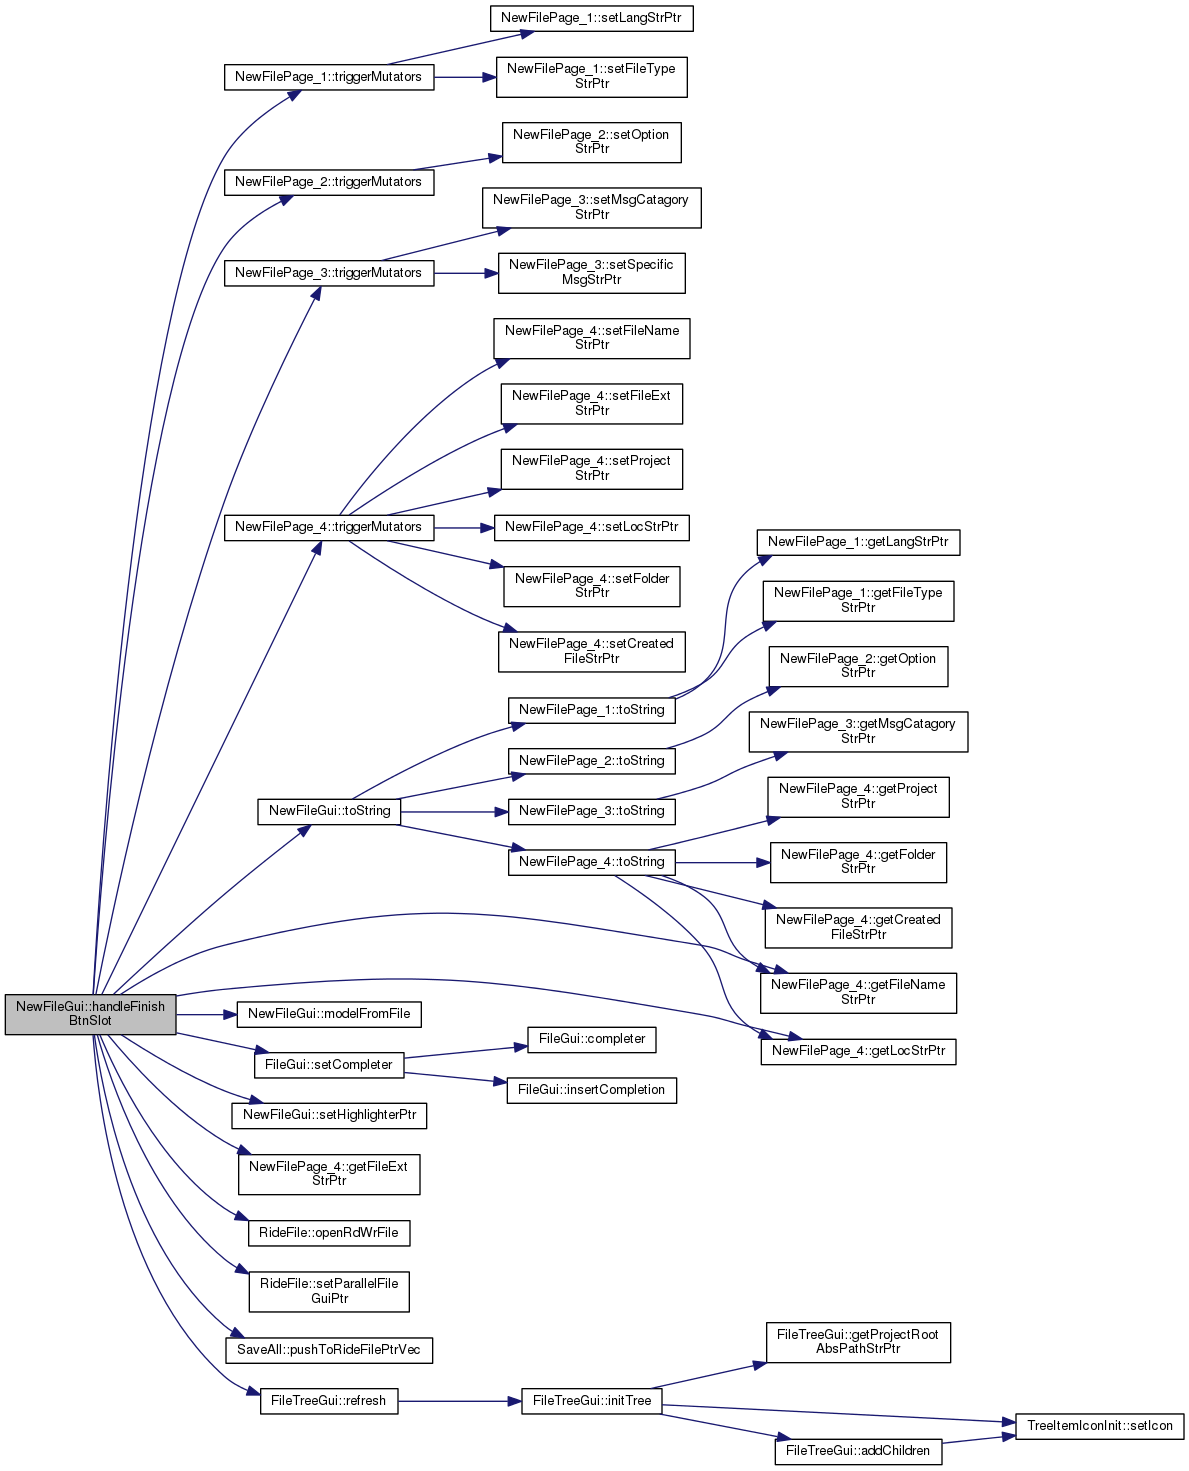 NewFilePage_1::setLangStrPtr
NewFilePage_1::triggerMutators
NewFilePage_1::setFileType
StrPtr
NewFilePage_2::setOption
StrPtr
NewFilePage_2::triggerMutators
NewFilePage_3::setMsgCatagory
StrPtr
NewFilePage_3::triggerMutators
NewFilePage_3::setSpecific
MsgStrPtr
NewFilePage_4::setFileName
StrPtr
NewFilePage_4::setFileExt
StrPtr
NewFilePage_4::setProject
StrPtr
NewFilePage_4::triggerMutators
NewFilePage_4::setLocStrPtr
NewFilePage_1::getLangStrPtr
NewFilePage_4::setFolder
StrPtr
NewFilePage_1::getFileType
StrPtr
NewFilePage_4::setCreated
FileStrPtr
NewFilePage_2::getOption
StrPtr
NewFilePage_1::toString
NewFilePage_3::getMsgCatagory
StrPtr
NewFilePage_2::toString
NewFileGui::toString
NewFilePage_3::toString
NewFilePage_4::getProject
StrPtr
NewFilePage_4::toString
NewFilePage_4::getFolder
StrPtr
NewFilePage_4::getCreated
FileStrPtr
NewFilePage_4::getFileName
StrPtr
NewFileGui::handleFinish
BtnSlot
NewFileGui::modelFromFile
NewFilePage_4::getLocStrPtr
FileGui::completer
FileGui::setCompleter
FileGui::insertCompletion
NewFileGui::setHighlighterPtr
NewFilePage_4::getFileExt
StrPtr
RideFile::openRdWrFile
RideFile::setParallelFile
GuiPtr
SaveAll::pushToRideFilePtrVec
FileTreeGui::getProjectRoot
AbsPathStrPtr
FileTreeGui::refresh
FileTreeGui::initTree
TreeItemIconInit::setIcon
FileTreeGui::addChildren